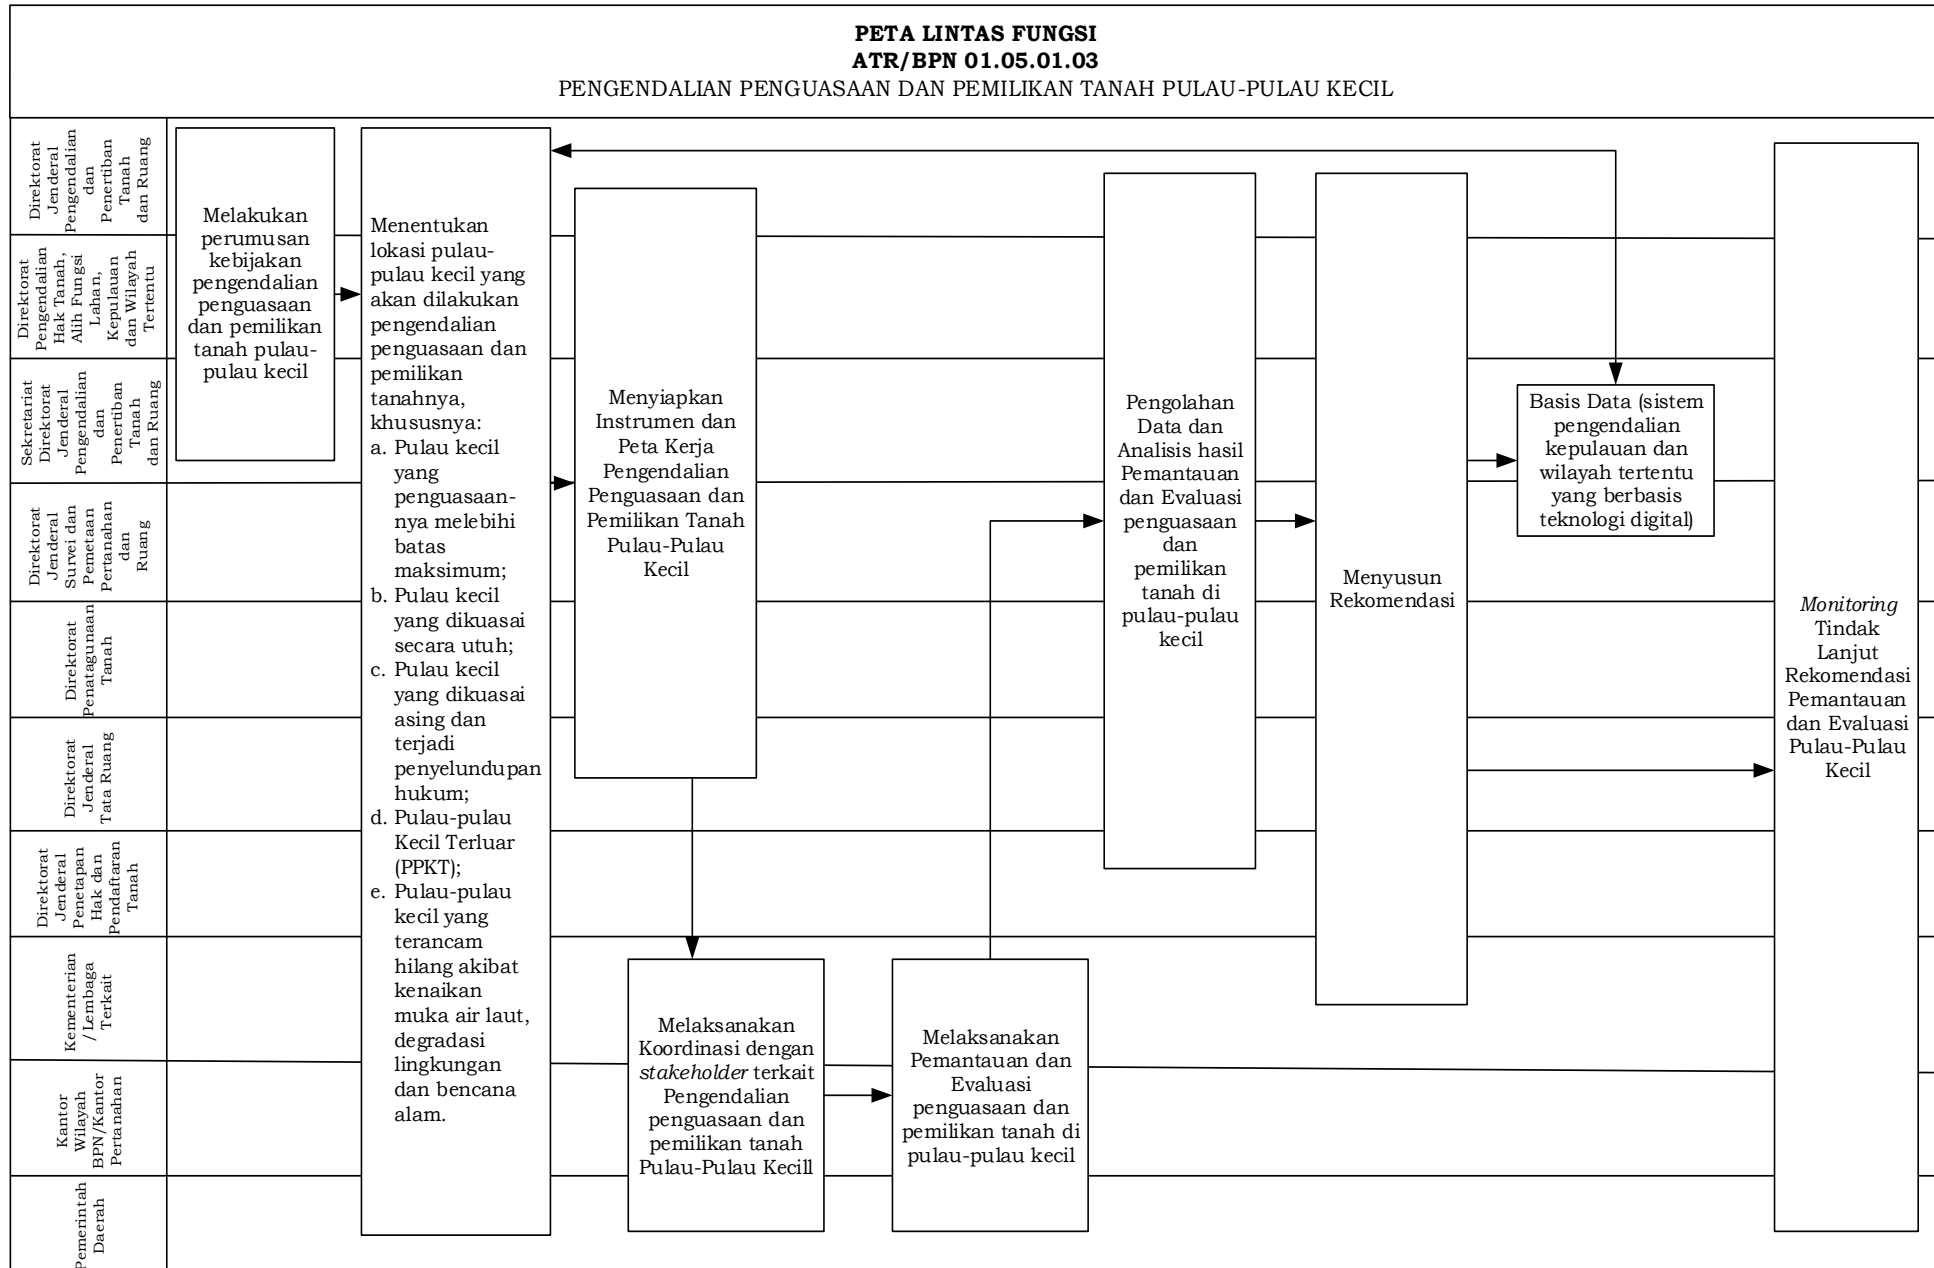 PETA LINTAS FUNGSI
ATR/BPN 01.05.01.03
PENGENDALIAN PENGUASAAN DAN PEMILIKAN TANAH PULAU-PULAU KECIL
Direktorat
Jenderal
Pengendalian
dan
Penertiban
Tanah
dan Ruang
Direktorat
Pengendalian
Hak Tanah,
Alih Fungsi
Lahan,
Kepulauan
dan Wilayah
Tertentu
Sekretariat
Direktorat
Jenderal
Pengendalian
dan
Penertiban
Tanah
dan Ruang
Direktorat
Jenderal
Survei dan
Pemetaan
Pertanahan
dan
Ruang
Direktorat
Penatagunaan
Tanah
Direktorat
Jenderal
Tata Ruang
Direktorat
Jenderal
Penetapan
Hak dan
Pendaftaran
Tanah
Kementerian
/Lembaga
Terkait
Kantor
Wilayah
BPN/Kantor
Pertanahan
Pemerintah
Daerah
Melakukan
perumusan
kebijakan
pengendalian
penguasaan
dan pemilikan
tanah pulau-
pulau kecil
Menentukan
lokasi pulau-
pulau kecil yang
akan dilakukan
pengendalian
penguasaan dan
pemilikan
tanahnya,
khususnya:
a. Pulau kecil
yang
penguasaan-
nya melebihi
batas
maksimum;
b. Pulau kecil
yang dikuasai
secara utuh;
c. Pulau kecil
yang dikuasai
asing dan
terjadi
penyelundupan
hukum;
d. Pulau-pulau
Kecil Terluar
(PPKT);
e. Pulau-pulau
kecil yang
terancam
hilang akibat
kenaikan
muka air laut,
degradasi
lingkungan
dan bencana
alam.
Menyiapkan
Instrumen dan
Peta Kerja
Pengendalian
Penguasaan dan
Pemilikan Tanah
Pulau-Pulau
Kecil
Melaksanakan
Koordinasi dengan
stakeholder terkait
Pengendalian
penguasaan dan
pemilikan tanah
Pulau-Pulau Kecill
Melaksanakan
Pemantauan dan
Evaluasi
penguasaan dan
pemilikan tanah di
pulau-pulau kecil
Pengolahan
Data dan
Analisis hasil
Pemantauan
dan Evaluasi
penguasaan
dan
pemilikan
tanah di
pulau-pulau
kecil
Menyusun
Rekomendasi
Basis Data (sistem
pengendalian
kepulauan dan
wilayah tertentu
yang berbasis
teknologi digital)
Monitoring
Tindak
Lanjut
Rekomendasi
Pemantauan
dan Evaluasi
Pulau-Pulau
Kecil